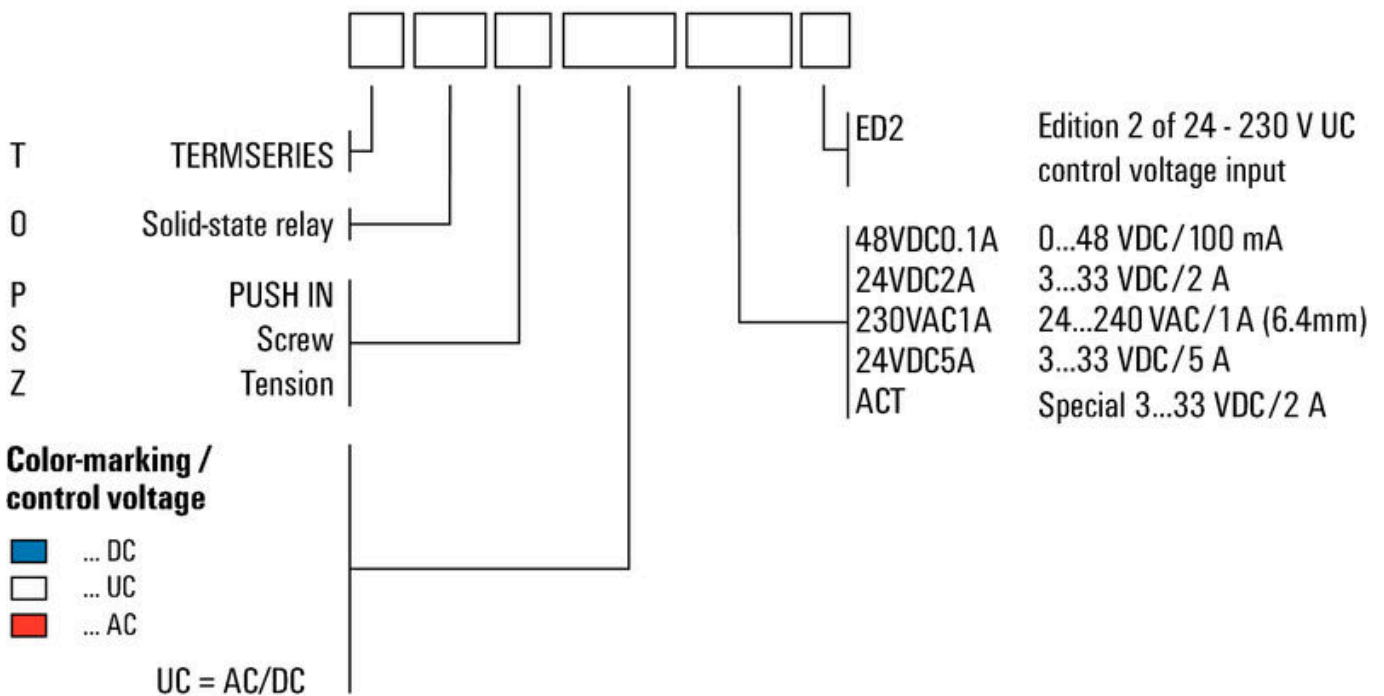 T TERMSERIES
O Solid-state relay
P PUSH IN
S Screw
Z Tension
Color-marking /
control voltage
... DC
... UC
... AC
UC = AC/DC
ED2 Edition 2 of 24 - 230 V UC
control voltage input
48VDC0.1A 0...48 VDC/100 mA
24VDC2A 3...33 VDC/2 A
230VAC1A 24...240 VAC/1A (6.4mm)
24VDC5A 3...33 VDC/5 A
ACT Special 3...33 VDC/2 A